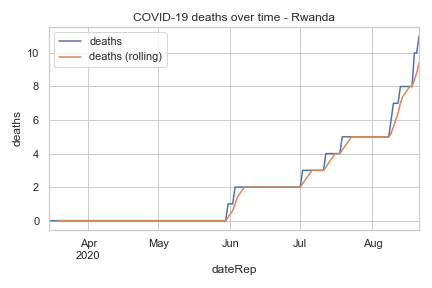 COVID-19 deaths over time - Rwanda
deaths
deaths (rolling)
10
8
6
4
2
0
deaths
Apr
2020
May
Jun
Jul
Aug
dateRep